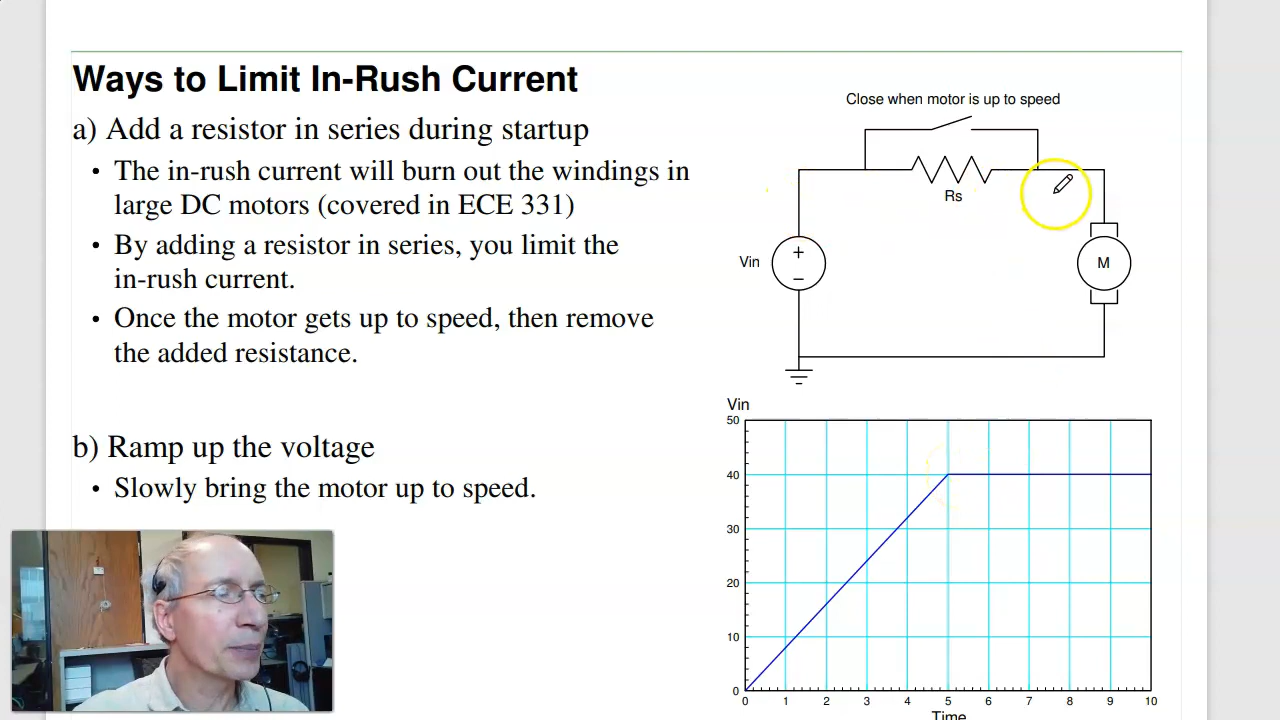 Ways to Limit In-Rush Current
a) Add a resistor in series during startup
• The in-rush current will burn out the windings in
large DC motors (covered in ECE 331)
• By adding a resistor in series, you limit the
in-rush current.
• Once the motor gets up to speed, then remove
the added resistance.
b) Ramp up the voltage
• Slowly bring the motor up to speed.
Close when motor is up to speed
Rs
Vin
+
−
M
Vin
50
40
30
20
10
0
0 1 2 3 4 5 6 7 8 9 10
Time